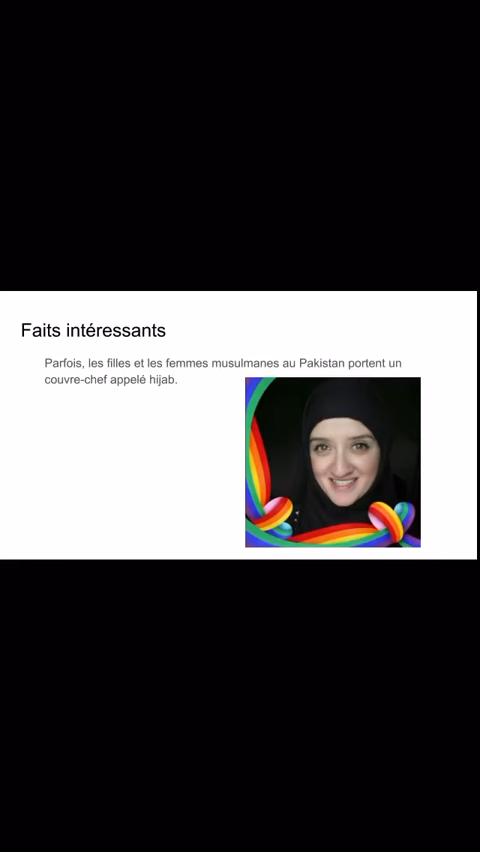 Faits intéressants
Parfois, les filles et les femmes musulmanes au Pakistan portent un
couvre-chef appelé hijab.